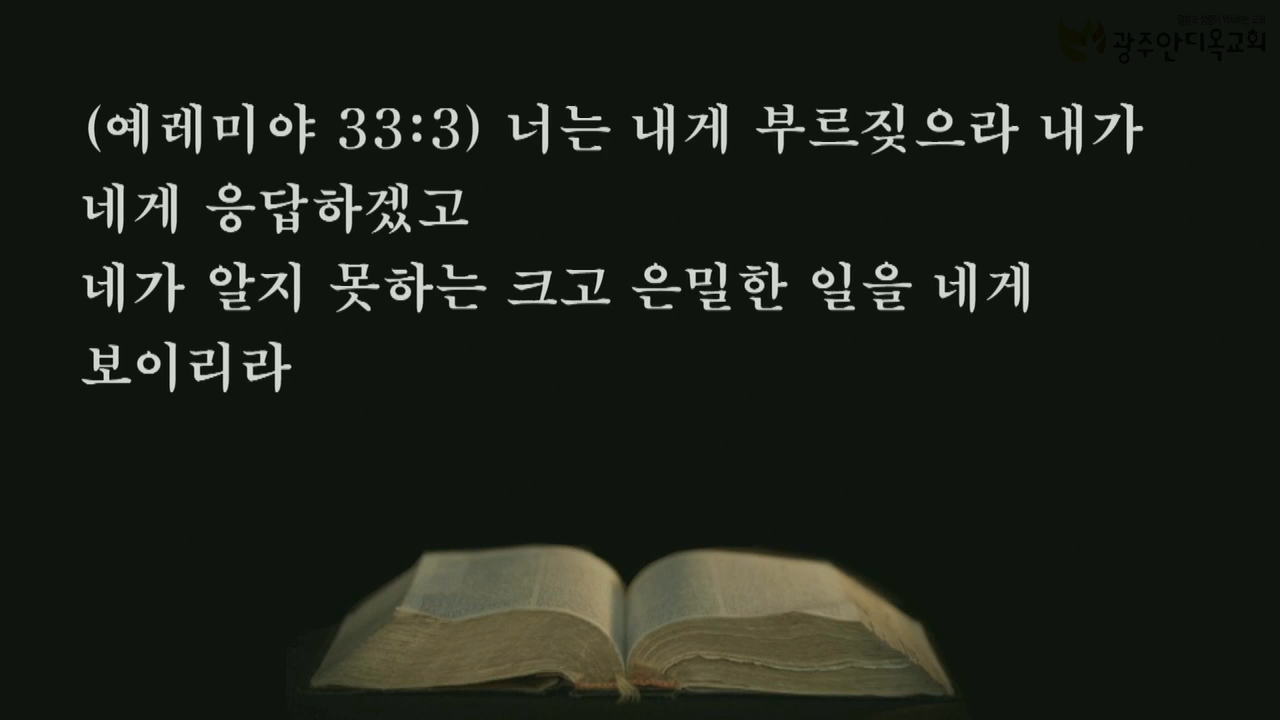 광주안디옥교회
(예레미야 33:3) 너는 내게 부르짖으라 내가
네게 응답하겠고
네가 알지 못하는 크고 은밀한 일을 네게
보이리라